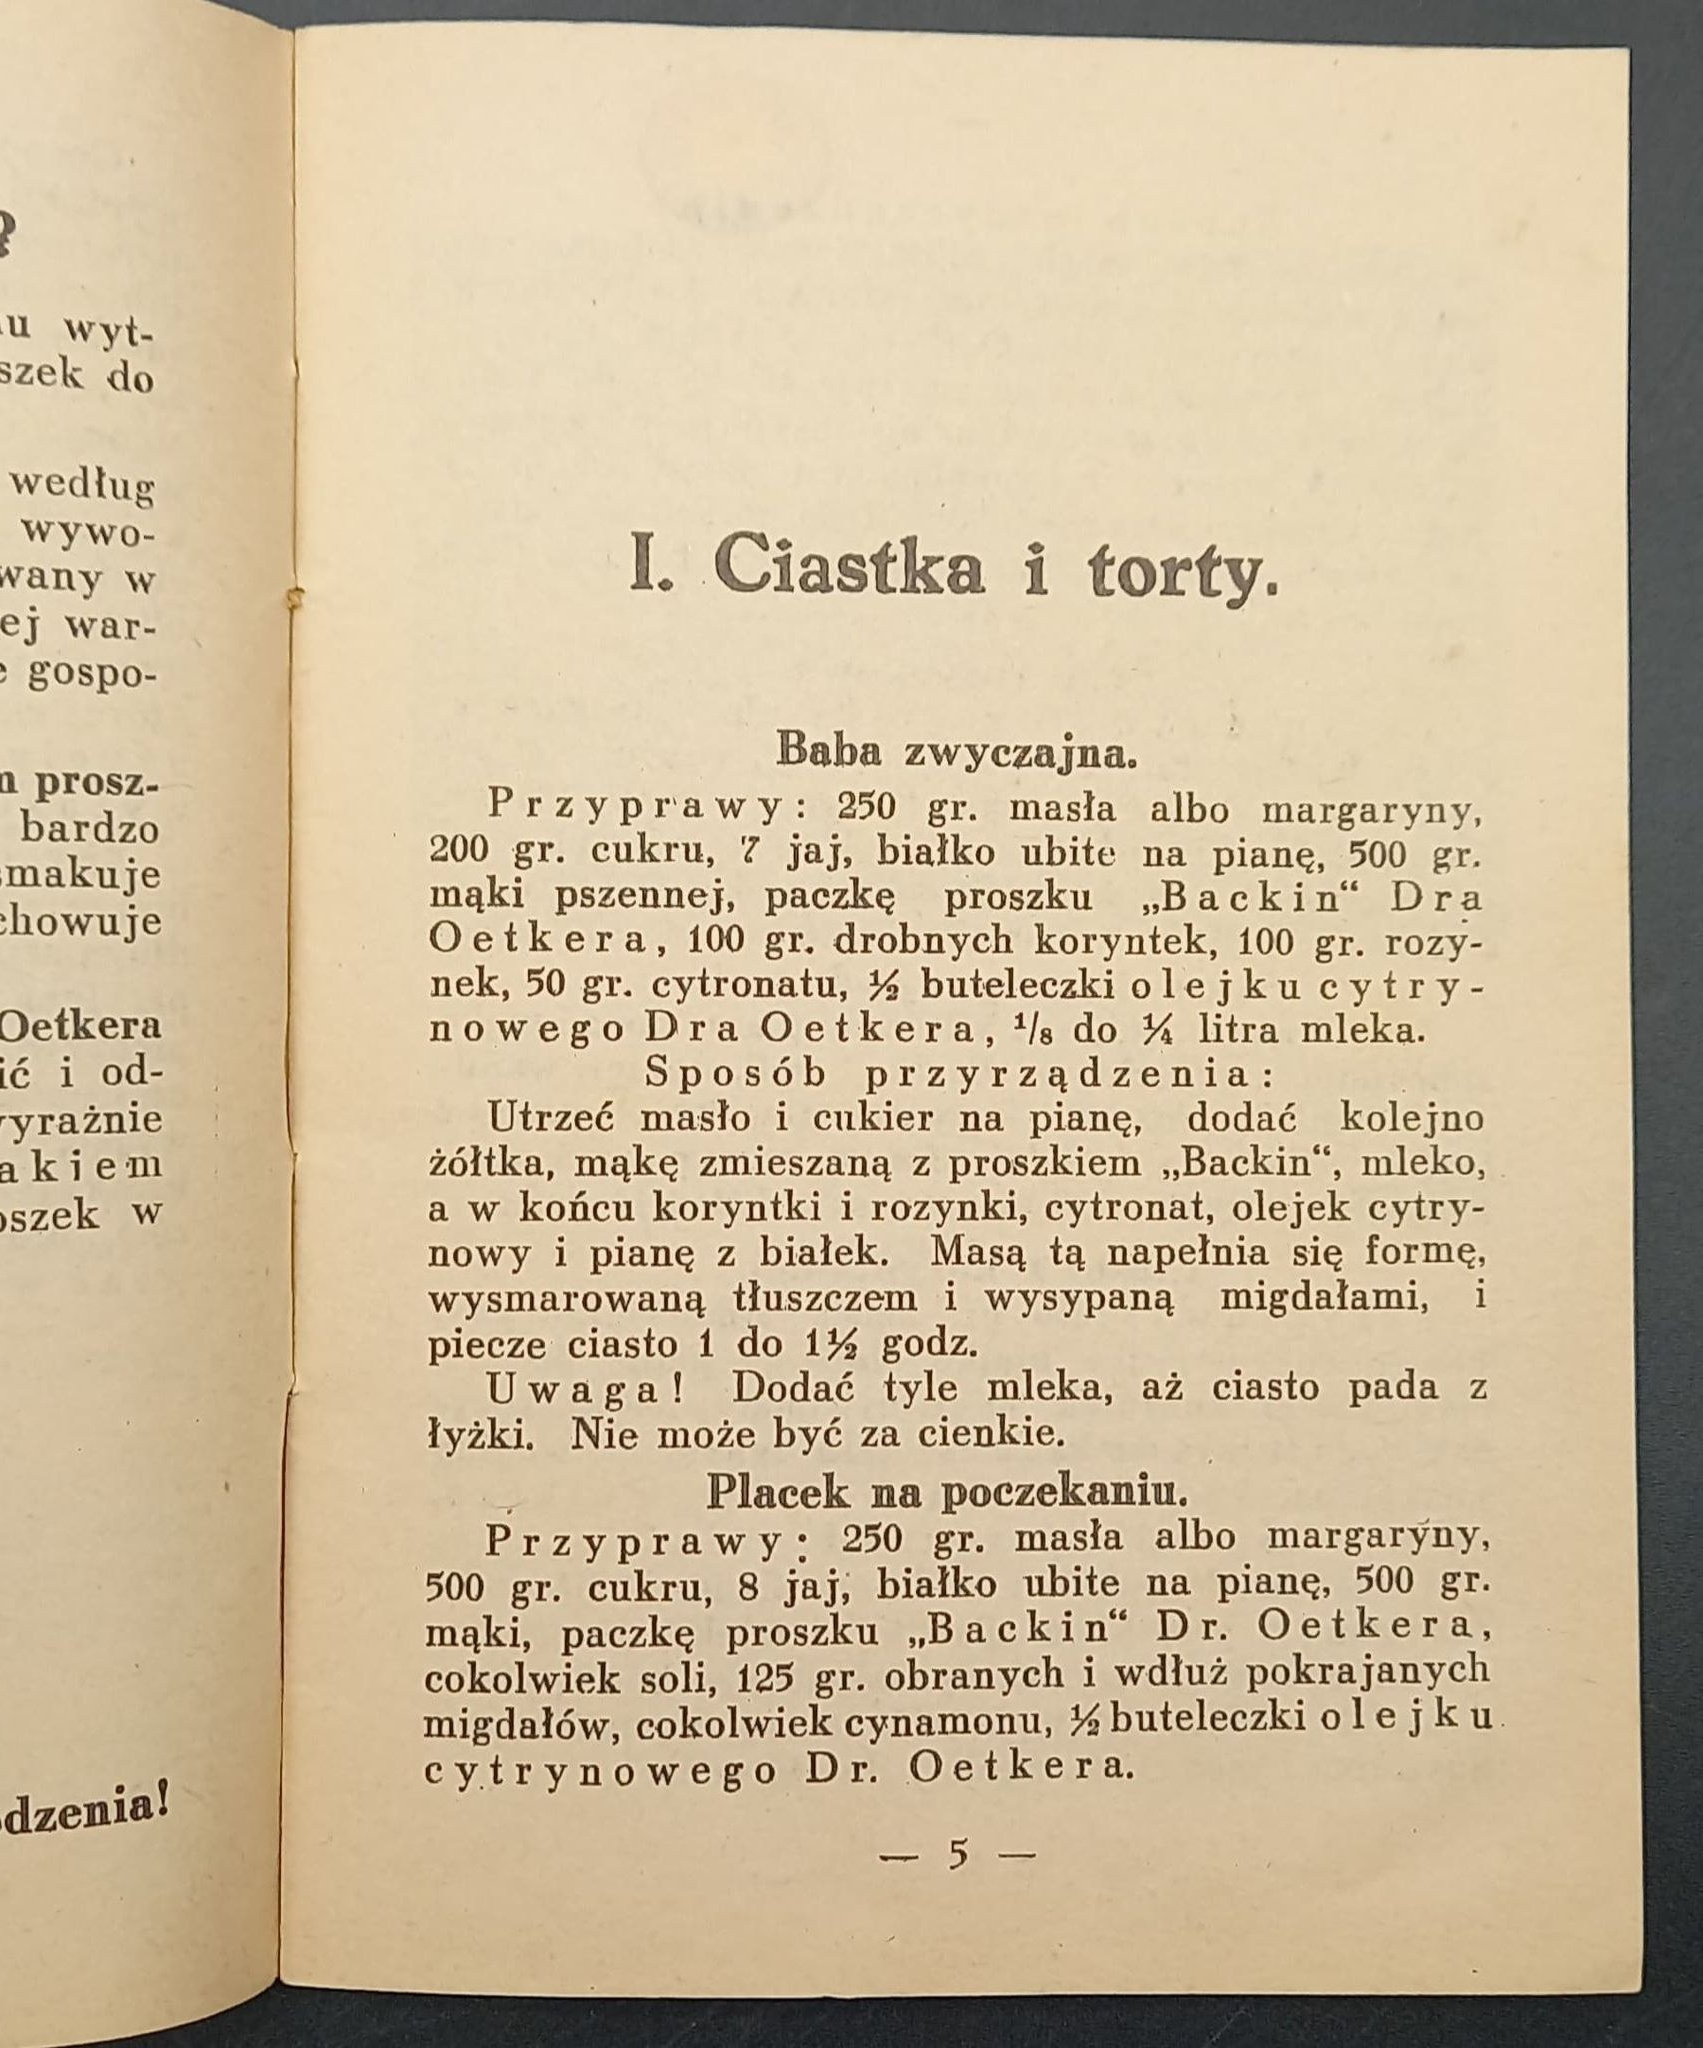 u wyt-
szek do
według
wywo-
wany w
ej war-
gospo-
prosz-
bardzo
smakuje
chowuje
Oetkera
ić i od-
wyraźnie
akiem
oszek w
dzenia!
I. Ciastka i torty.
Baba zwyczajna.
Przyprawy: 250 gr. masła albo margaryny,
200 gr. cukru, 7 jaj, białko ubite na pianę, 500 gr.
mąki pszennej, paczkę proszku „Backin“ Dra
Oetkera, 100 gr. drobnych koryntek, 100 gr. rozy-
nek, 50 gr. cytronatu, ½ buteleczki olejku cytry-
nowego Dra Oetkera, 1/8 do ¼ litra mleka.
Sposób przyrządzenia:
Utrzeć masło i cukier na pianę, dodać kolejno
żółtka, mąkę zmieszaną z proszkiem „Backin“, mleko,
a w końcu koryntki i rozynki, cytronat, olejek cytry-
nowy i pianę z białek. Masą tą napełnia się formę,
wysmarowaną tłuszczem i wysypaną migdałami, i
piecze ciasto 1 do 1½ godz.
Uwaga! Dodać tyle mleka, aż ciasto pada z
łyżki. Nie może być za cienkie.
Placek na poczekaniu.
Przyprawy: 250 gr. masła albo margaryny,
500 gr. cukru, 8 jaj, białko ubite na pianę, 500 gr.
mąki, paczkę proszku „Backin“ Dr. Oetkera,
cokolwiek soli, 125 gr. obranych i wdłuż pokrajanych
migdałów, cokolwiek cynamonu, ½ buteleczki olejku
cytrynowego Dr. Oetkera.
— 5 —